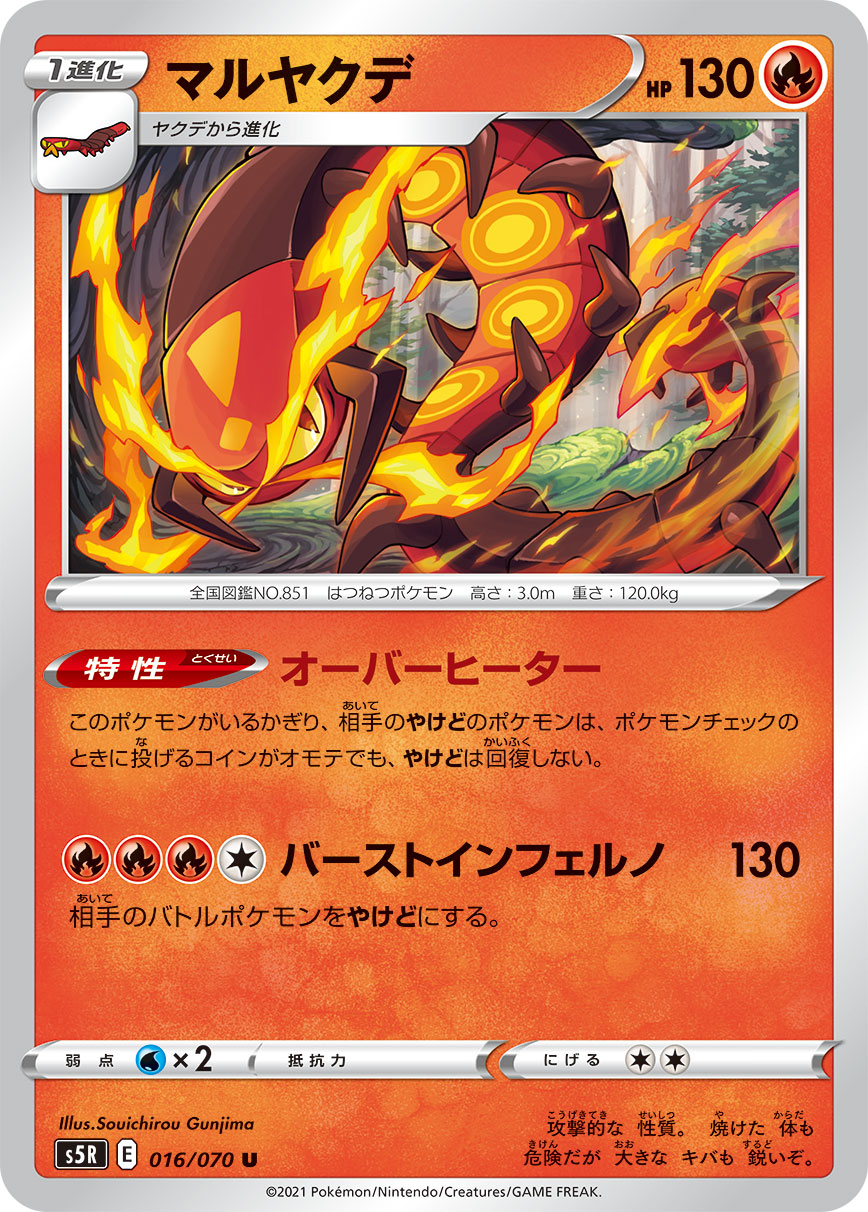 1進化
マルヤクデ
HP 130
ヤクデから進化
全国図鑑NO.851 はつねつポケモン 高さ:3.0m 重さ:120.0kg
特性 とくせい オーバーヒーター
このポケモンがいるかぎり、相手のやけどのポケモンは、ポケモンチェックの
ときに投げるコインがオモテでも、やけどは回復しない。
バーストインフェルノ 130
相手のバトルポケモンをやけどにする。
弱点 ×2 抵抗力 にげる
Illus.Souichirou Gunjima
攻撃的な 性質。 焼けた 体も
危険だが 大きな キバも 鋭いぞ。
s5R E 016/070 U
©2021 Pokémon/Nintendo/Creatures/GAME FREAK.